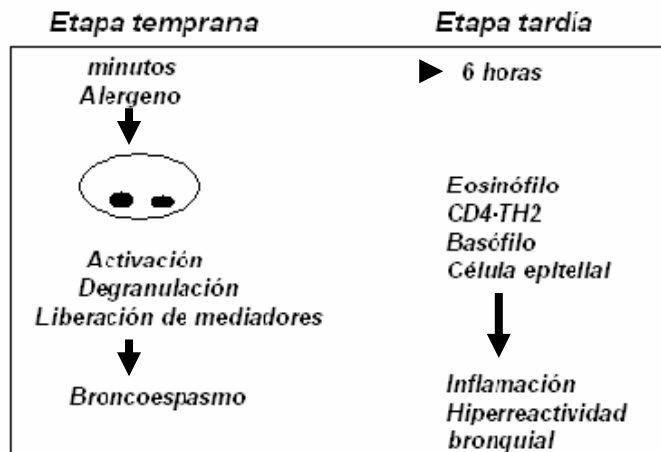 Etapa temprana
Etapa tardía
minutos
Alergeno
Activación
Degranulación
Liberación de mediadores
Broncoespasmo
6 horas
Eosinófilo
CD4-TH2
Basófilo
Célula epitelial
Inflamación
Hiperreactividad
bronquial